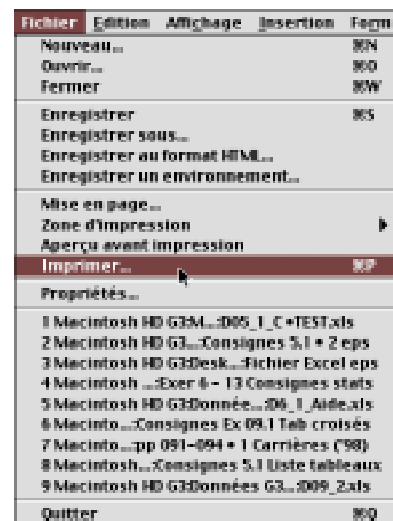 Fichier Edition Affichage Insertion Form
Nouveau... ⌘N
Ouvrir... ⌘O
Fermer ⌘W
Enregistrer ⌘S
Enregistrer sous...
Enregistrer au format HTML...
Enregistrer un environnement...
Mise en page...
Zone d'impression
Aperçu avant impression
Imprimer... ⌘P
Propriétés...
1 Macintosh HD G3:M...:D05_1_C+TEST.xls
2 Macintosh HD G3...:Consignes 5.1 + 2 eps
3 Macintosh HD G3:Desk...:Fichier Excel eps
4 Macintosh ...:Exer 6 - 13 Consignes stats
5 Macintosh HD G3:Donnée...:D6_1_Aide.xls
6 Macinto...:Consignes Ex 09.1 Tab croisés
7 Macinto...:pp 091-094 + 1 Carrières ('98)
8 Macintosh...:Consignes 5.1 Liste tableaux
9 Macintosh HD G3:Données G3...:D09_2.xls
Quitter ⌘Q